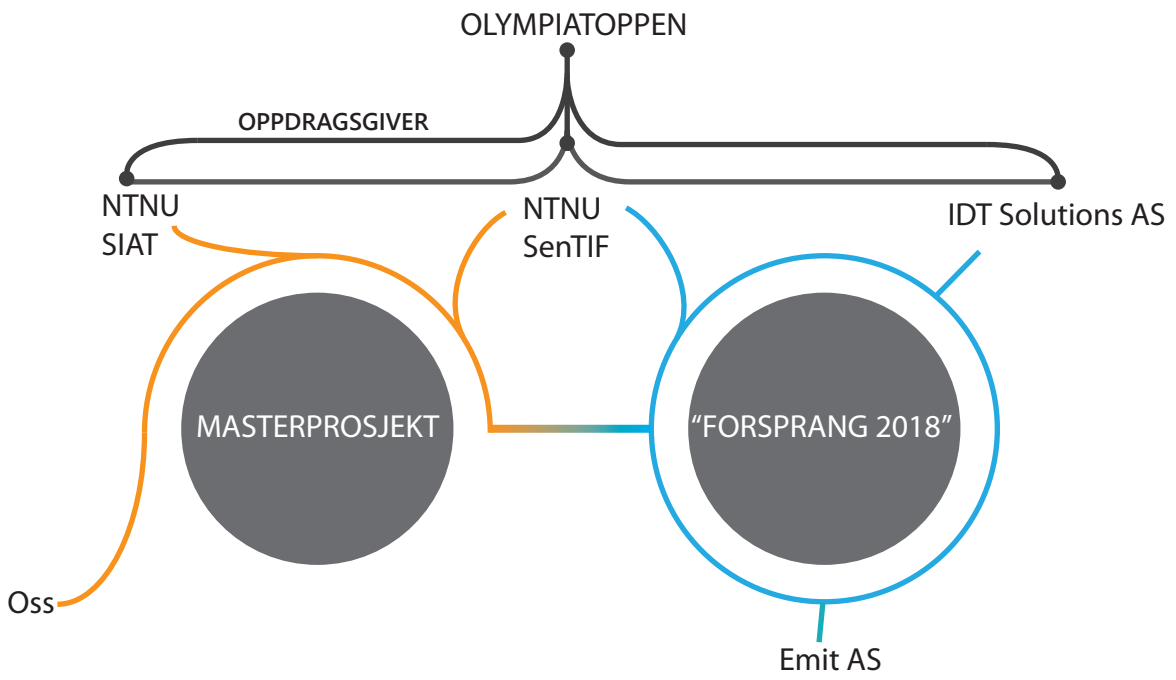 OLYMPIATOPPEN
OPPDRAGSGIVER
NTNU
SIAT
NTNU
SenTIF
IDT Solutions AS
MASTERPROSJEKT
“FORSPRANG 2018”
Oss
Emit AS